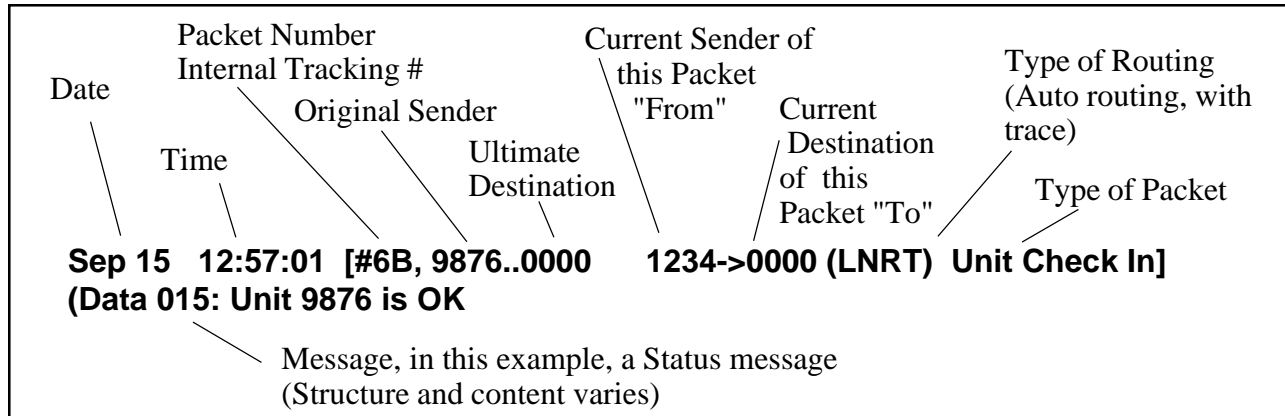 Packet Number
Internal Tracking #
Current Sender of
this Packet
"From"
Type of Routing
(Auto routing, with
trace)
Date
Original Sender
Current
Destination
of this
Packet "To"
Time
Ultimate
Destination
Type of Packet
Sep 15 12:57:01 [#6B, 9876..0000 1234->0000 (LNRT) Unit Check In]
(Data 015: Unit 9876 is OK
Message, in this example, a Status message
(Structure and content varies)